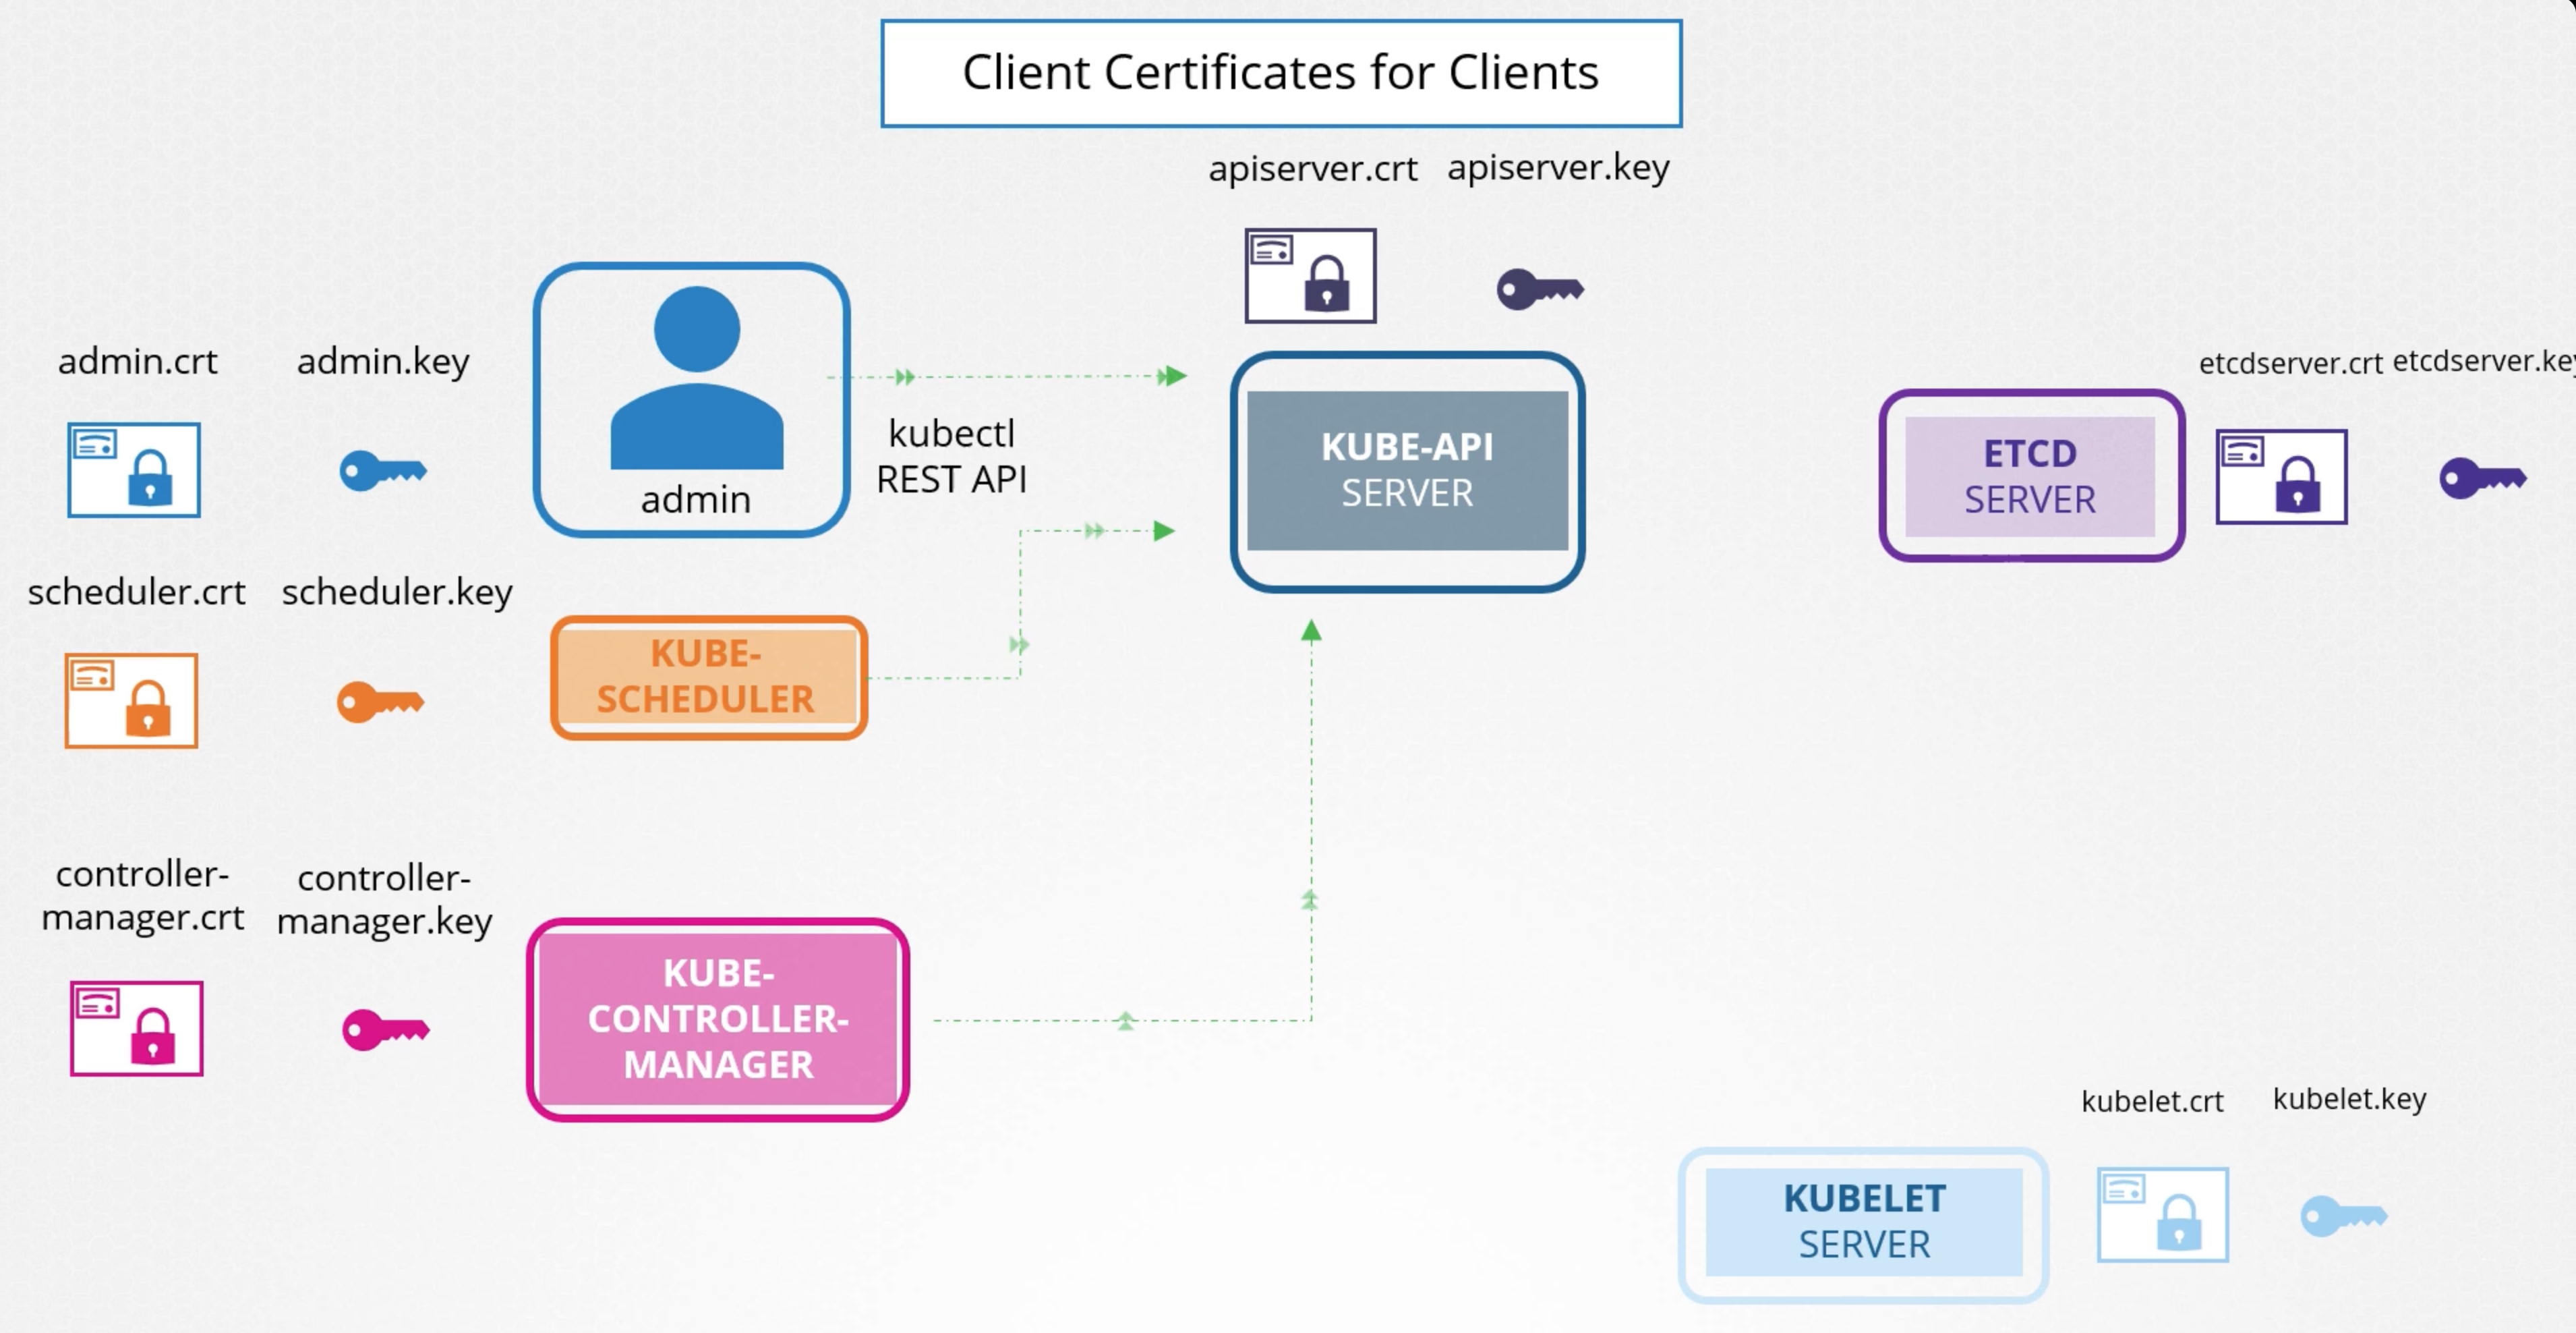 Client Certificates for Clients
apiserver.crt apiserver.key
admin.crt admin.key
admin
kubectl
REST API
KUBE-API
SERVER
etcdserver.crt etcdserver.key
ETCD
SERVER
scheduler.crt scheduler.key
KUBE-
SCHEDULER
controller-
manager.crt
controller-
manager.key
KUBE-
CONTROLLER-
MANAGER
kubelet.crt kubelet.key
KUBELET
SERVER